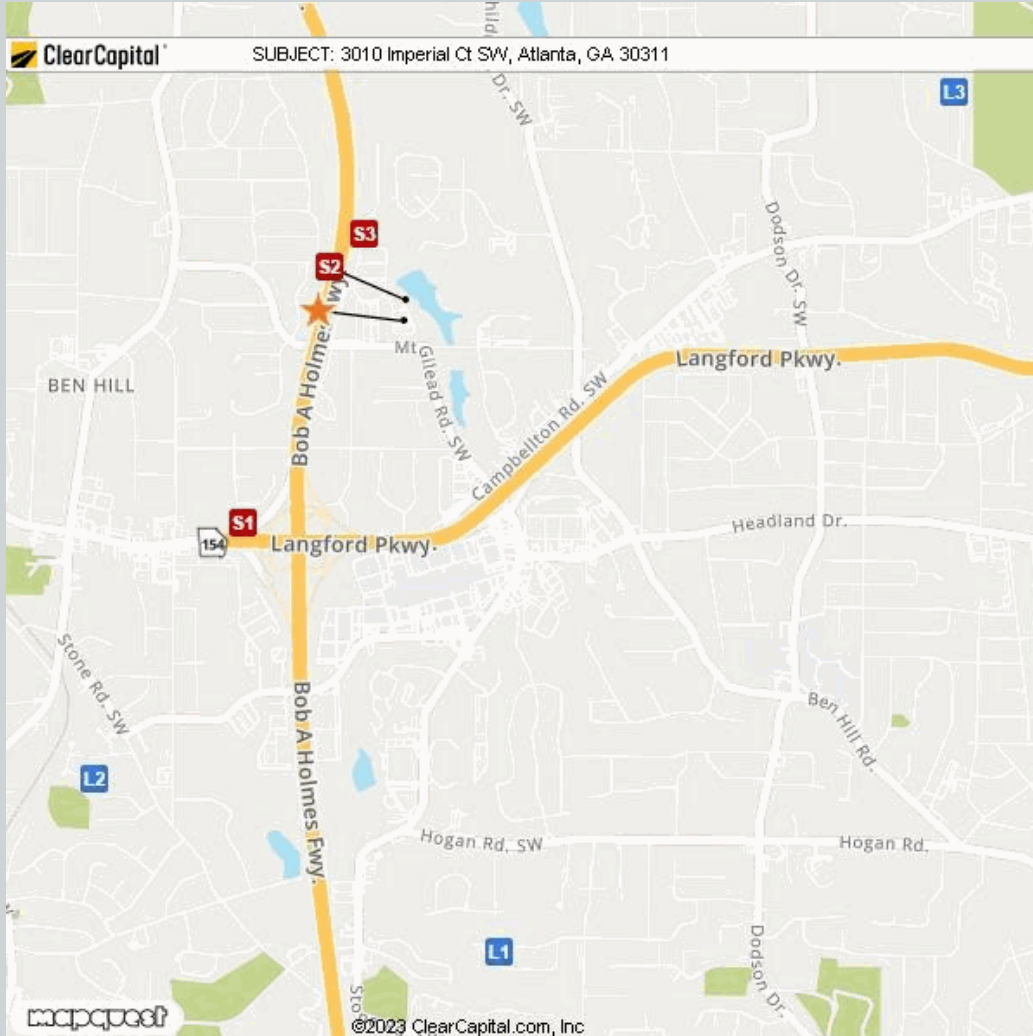 ClearCapital
SUBJECT: 3010 Imperial Ct SW, Atlanta, GA 30311
Dr. SW
L3
Dodson Dr. SW
S3
S2
Bob A Holmes
Mt
Gilead Rd. SW
Langford Pkwy.
BEN HILL
Campbellton Rd. SW
S1
154
Langford Pkwy.
Headland Dr.
Stone Rd. SW
Bob A Holmes Fwy.
Ben Hill Rd.
L2
Hogan Rd. SW
Hogan Rd.
L1
Dodson Dr.
mapquest
©2023 ClearCapital.com, Inc